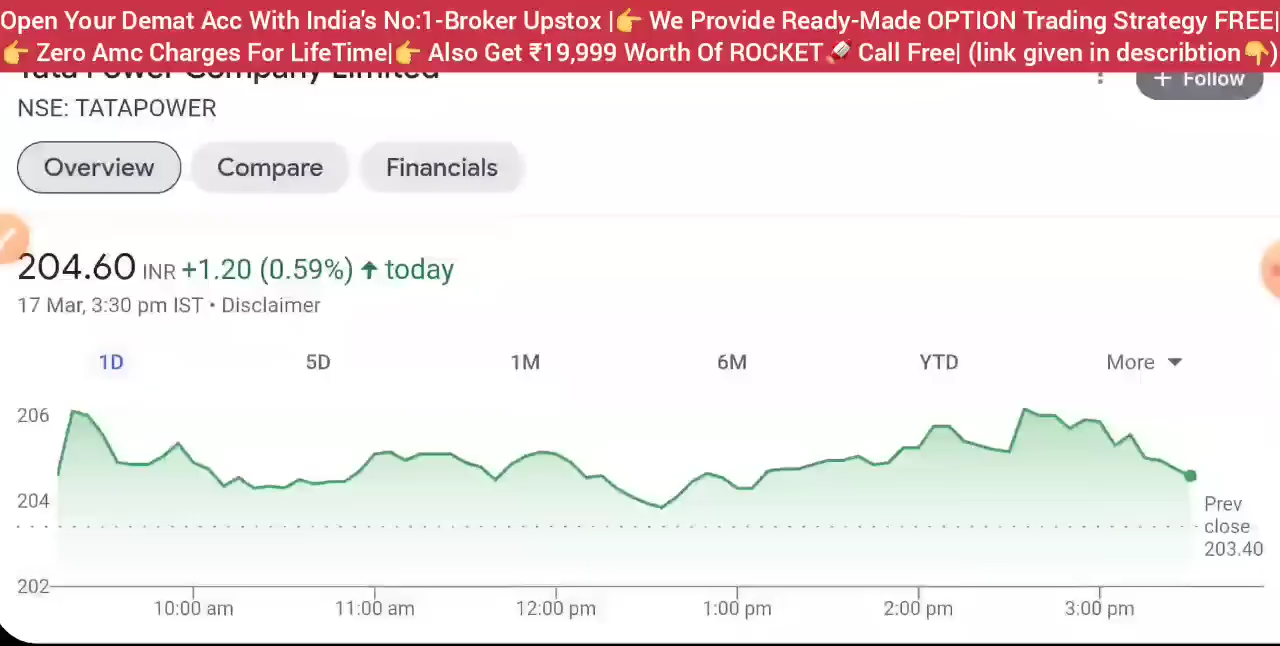 Open Your Demat Acc With India's No:1-Broker Upstox |👉 We Provide Ready-Made OPTION Trading Strategy FREE|
👉 Zero Amc Charges For LifeTime|👉 Also Get ₹19,999 Worth Of ROCKET🚀 Call Free| (link given in describtion👇)
Tata Power Company Limited
+ Follow
NSE: TATAPOWER
Overview Compare Financials
204.60 INR +1.20 (0.59%) ↑ today
17 Mar, 3:30 pm IST • Disclaimer
1D 5D 1M 6M YTD More
206
204
Prev
close
203.40
202
10:00 am 11:00 am 12:00 pm 1:00 pm 2:00 pm 3:00 pm